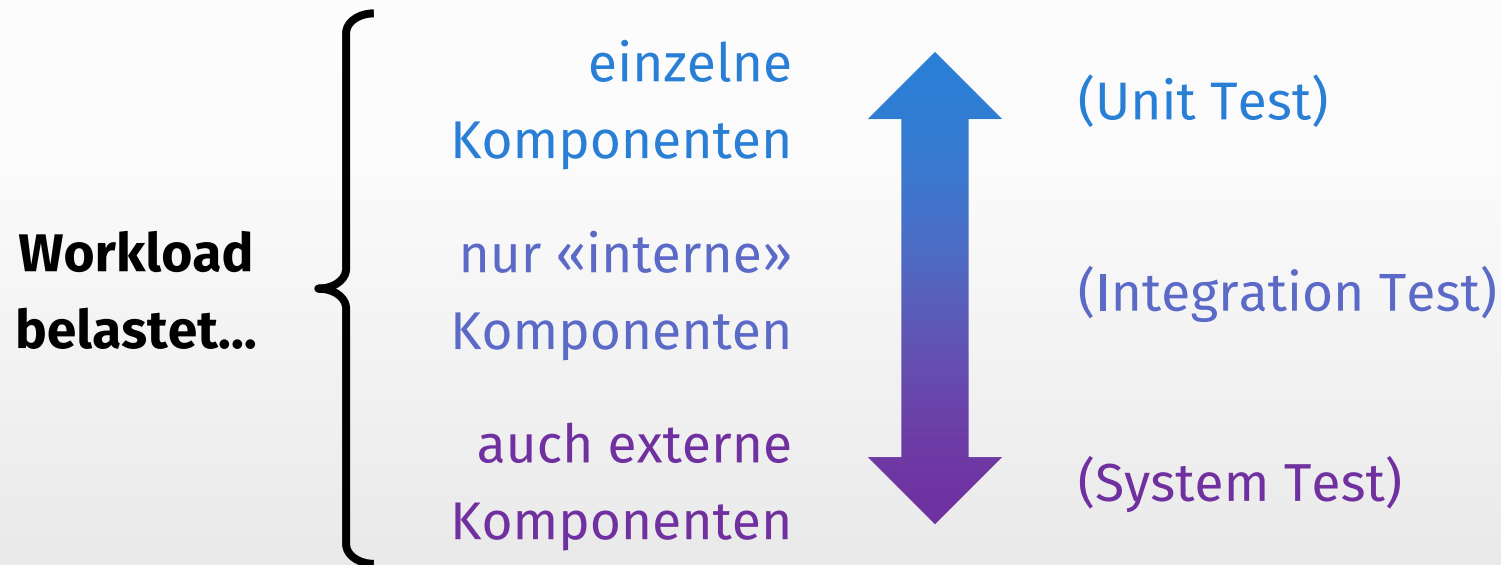 Workload
belastet...
einzelne
Komponenten
(Unit Test)
nur «interne»
Komponenten
(Integration Test)
auch externe
Komponenten
(System Test)